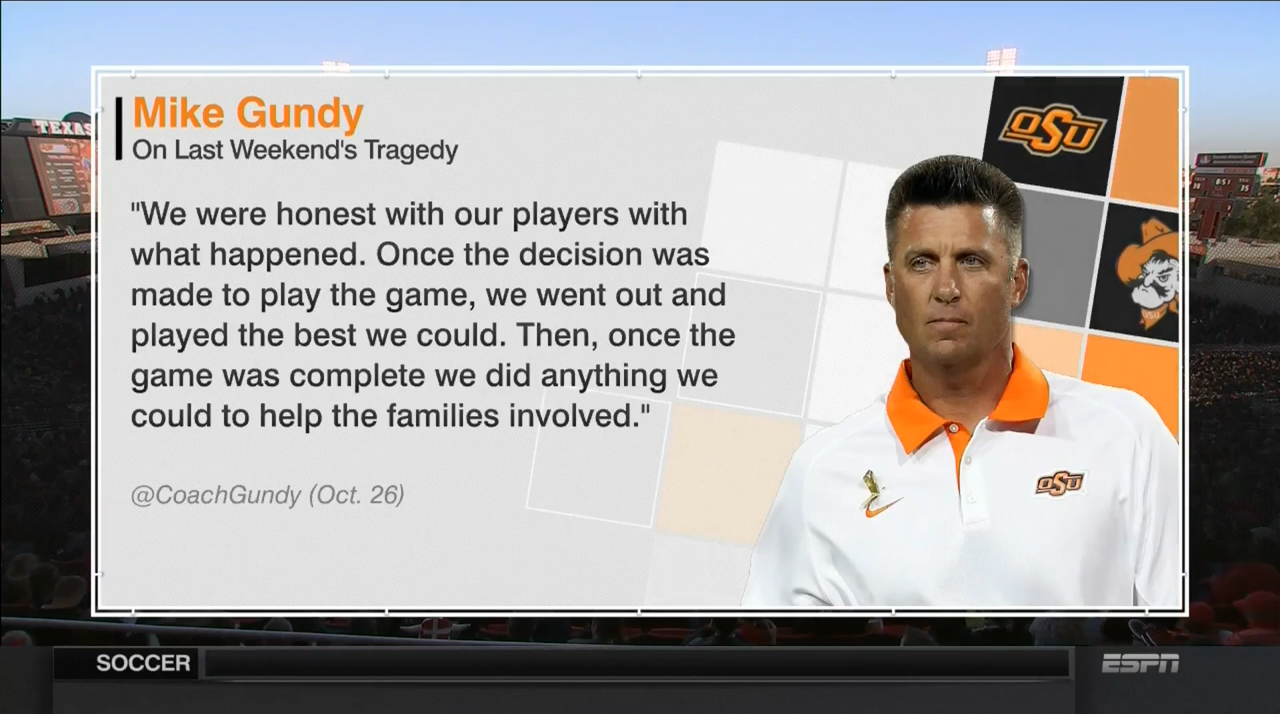 Mike Gundy
On Last Weekend's Tragedy
"We were honest with our players with
what happened. Once the decision was
made to play the game, we went out and
played the best we could. Then, once the
game was complete we did anything we
could to help the families involved."
@CoachGundy (Oct. 26)
OSU
OSU
OSU
TEXAS
SOCCER
ESPN